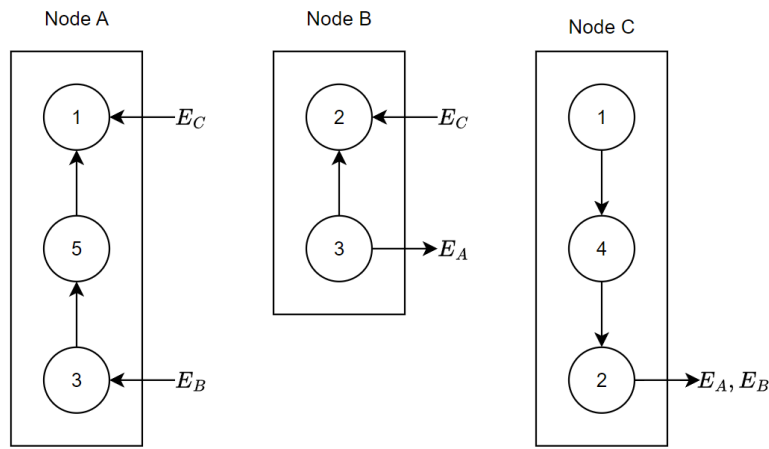 Node A
1
E_C
5
3
E_B
Node B
2
E_C
3
E_A
Node C
1
4
2
E_A, E_B